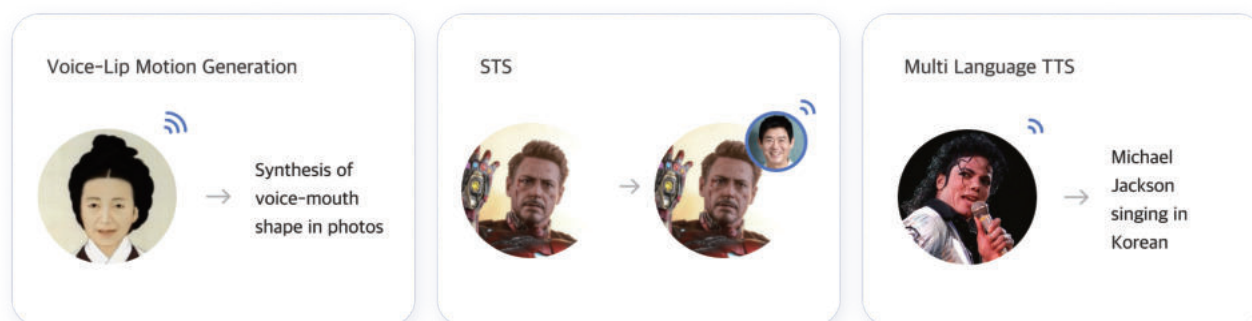 Voice-Lip Motion Generation
Synthesis of
voice-mouth
shape in photos
STS
Multi Language TTS
Michael
Jackson
singing in
Korean